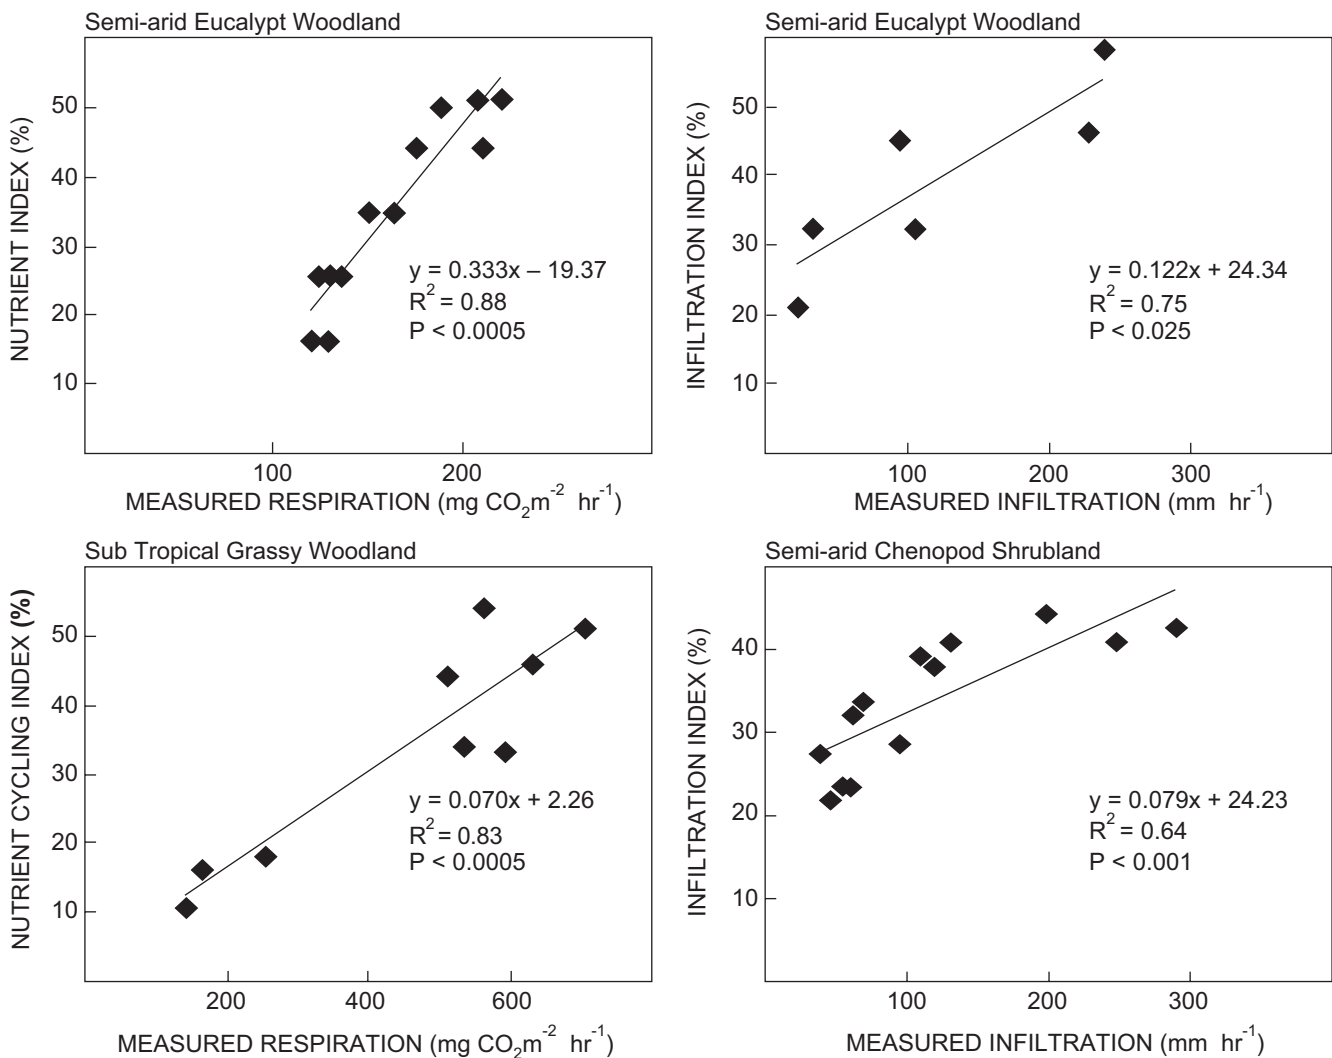 Semi-arid Eucalypt Woodland
NUTRIENT INDEX (%)
50
40
30
20
10
y = 0.333x – 19.37
R² = 0.88
P < 0.0005
100 200
MEASURED RESPIRATION (mg CO₂m⁻² hr⁻¹)
Semi-arid Eucalypt Woodland
INFILTRATION INDEX (%)
50
40
30
20
10
y = 0.122x + 24.34
R² = 0.75
P < 0.025
100 200 300
MEASURED INFILTRATION (mm hr⁻¹)
Sub Tropical Grassy Woodland
NUTRIENT CYCLING INDEX (%)
50
40
30
20
10
y = 0.070x + 2.26
R² = 0.83
P < 0.0005
200 400 600
MEASURED RESPIRATION (mg CO₂m⁻² hr⁻¹)
Semi-arid Chenopod Shrubland
INFILTRATION INDEX (%)
40
30
20
10
y = 0.079x + 24.23
R² = 0.64
P < 0.001
100 200 300
MEASURED INFILTRATION (mm hr⁻¹)